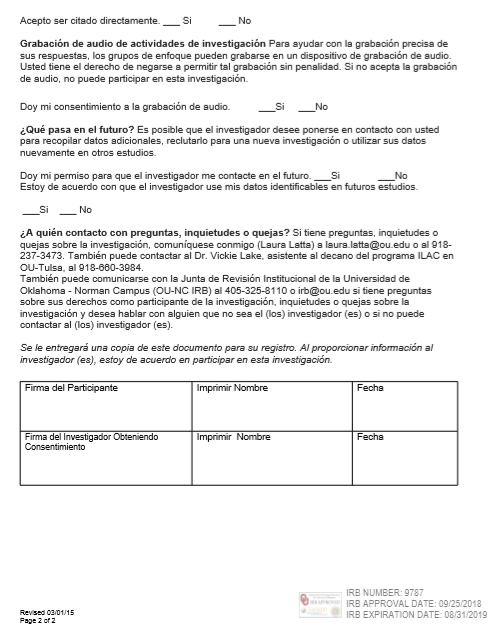 Acepto ser citado directamente. ___ Si ___ No
Grabación de audio de actividades de investigación Para ayudar con la grabación precisa de
sus respuestas, los grupos de enfoque pueden grabarse en un dispositivo de grabación de audio.
Usted tiene el derecho de negarse a permitir tal grabación sin penalidad. Si no acepta la grabación
de audio, no puede participar en esta investigación.
Doy mi consentimiento a la grabación de audio. ___Si ___No
¿Qué pasa en el futuro? Es posible que el investigador desee ponerse en contacto con usted
para recopilar datos adicionales, reclutarlo para una nueva investigación o utilizar sus datos
nuevamente en otros estudios.
Doy mi permiso para que el investigador me contacte en el futuro. ___Si ___No
Estoy de acuerdo con que el investigador use mis datos identificables en futuros estudios.
___Si ___ No
¿A quién contacto con preguntas, inquietudes o quejas? Si tiene preguntas, inquietudes o
quejas sobre la investigación, comuníquese conmigo (Laura Latta) a laura.latta@ou.edu o al 918-
237-3473. También puede contactar al Dr. Vickie Lake, asistente al decano del programa ILAC en
OU-Tulsa, al 918-660-3984.
También puede comunicarse con la Junta de Revisión Institucional de la Universidad de
Oklahoma - Norman Campus (OU-NC IRB) al 405-325-8110 o irb@ou.edu si tiene preguntas
sobre sus derechos como participante de la investigación, inquietudes o quejas sobre la
investigación y desea hablar con alguien que no sea el (los) investigador (es) o si no puede
contactar al (los) investigador (es).
Se le entregará una copia de este documento para su registro. Al proporcionar información al
investigador (es), estoy de acuerdo en participar en esta investigación.
Firma del Participante Imprimir Nombre Fecha
Firma del Investigador Obteniendo
Consentimiento Imprimir Nombre Fecha
Revised 03/01/15
Page 2 of 2
IRB NUMBER: 9787
IRB APPROVAL DATE: 09/25/2018
IRB EXPIRATION DATE: 08/31/2019